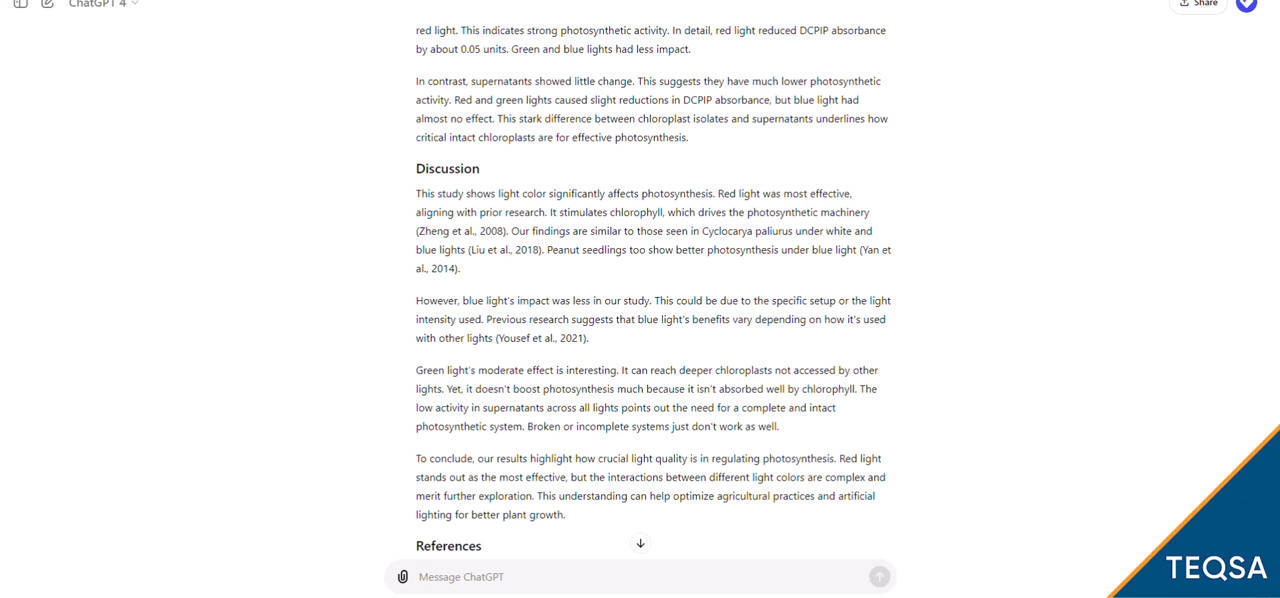 ChatGPT 4
Share
red light. This indicates strong photosynthetic activity. In detail, red light reduced DCPIP absorbance
by about 0.05 units. Green and blue lights had less impact.
In contrast, supernatants showed little change. This suggests they have much lower photosynthetic
activity. Red and green lights caused slight reductions in DCPIP absorbance, but blue light had
almost no effect. This stark difference between chloroplast isolates and supernatants underlines how
critical intact chloroplasts are for effective photosynthesis.
Discussion
This study shows light color significantly affects photosynthesis. Red light was most effective,
aligning with prior research. It stimulates chlorophyll, which drives the photosynthetic machinery
(Zheng et al., 2008). Our findings are similar to those seen in Cyclocarya paliurus under white and
blue lights (Liu et al., 2018). Peanut seedlings too show better photosynthesis under blue light (Yan et
al., 2014).
However, blue light's impact was less in our study. This could be due to the specific setup or the light
intensity used. Previous research suggests that blue light's benefits vary depending on how it's used
with other lights (Yousef et al., 2021).
Green light's moderate effect is interesting. It can reach deeper chloroplasts not accessed by other
lights. Yet, it doesn't boost photosynthesis much because it isn't absorbed well by chlorophyll. The
low activity in supernatants across all lights points out the need for a complete and intact
photosynthetic system. Broken or incomplete systems just don't work as well.
To conclude, our results highlight how crucial light quality is in regulating photosynthesis. Red light
stands out as the most effective, but the interactions between different light colors are complex and
merit further exploration. This understanding can help optimize agricultural practices and artificial
lighting for better plant growth.
References
Message ChatGPT
TEQSA